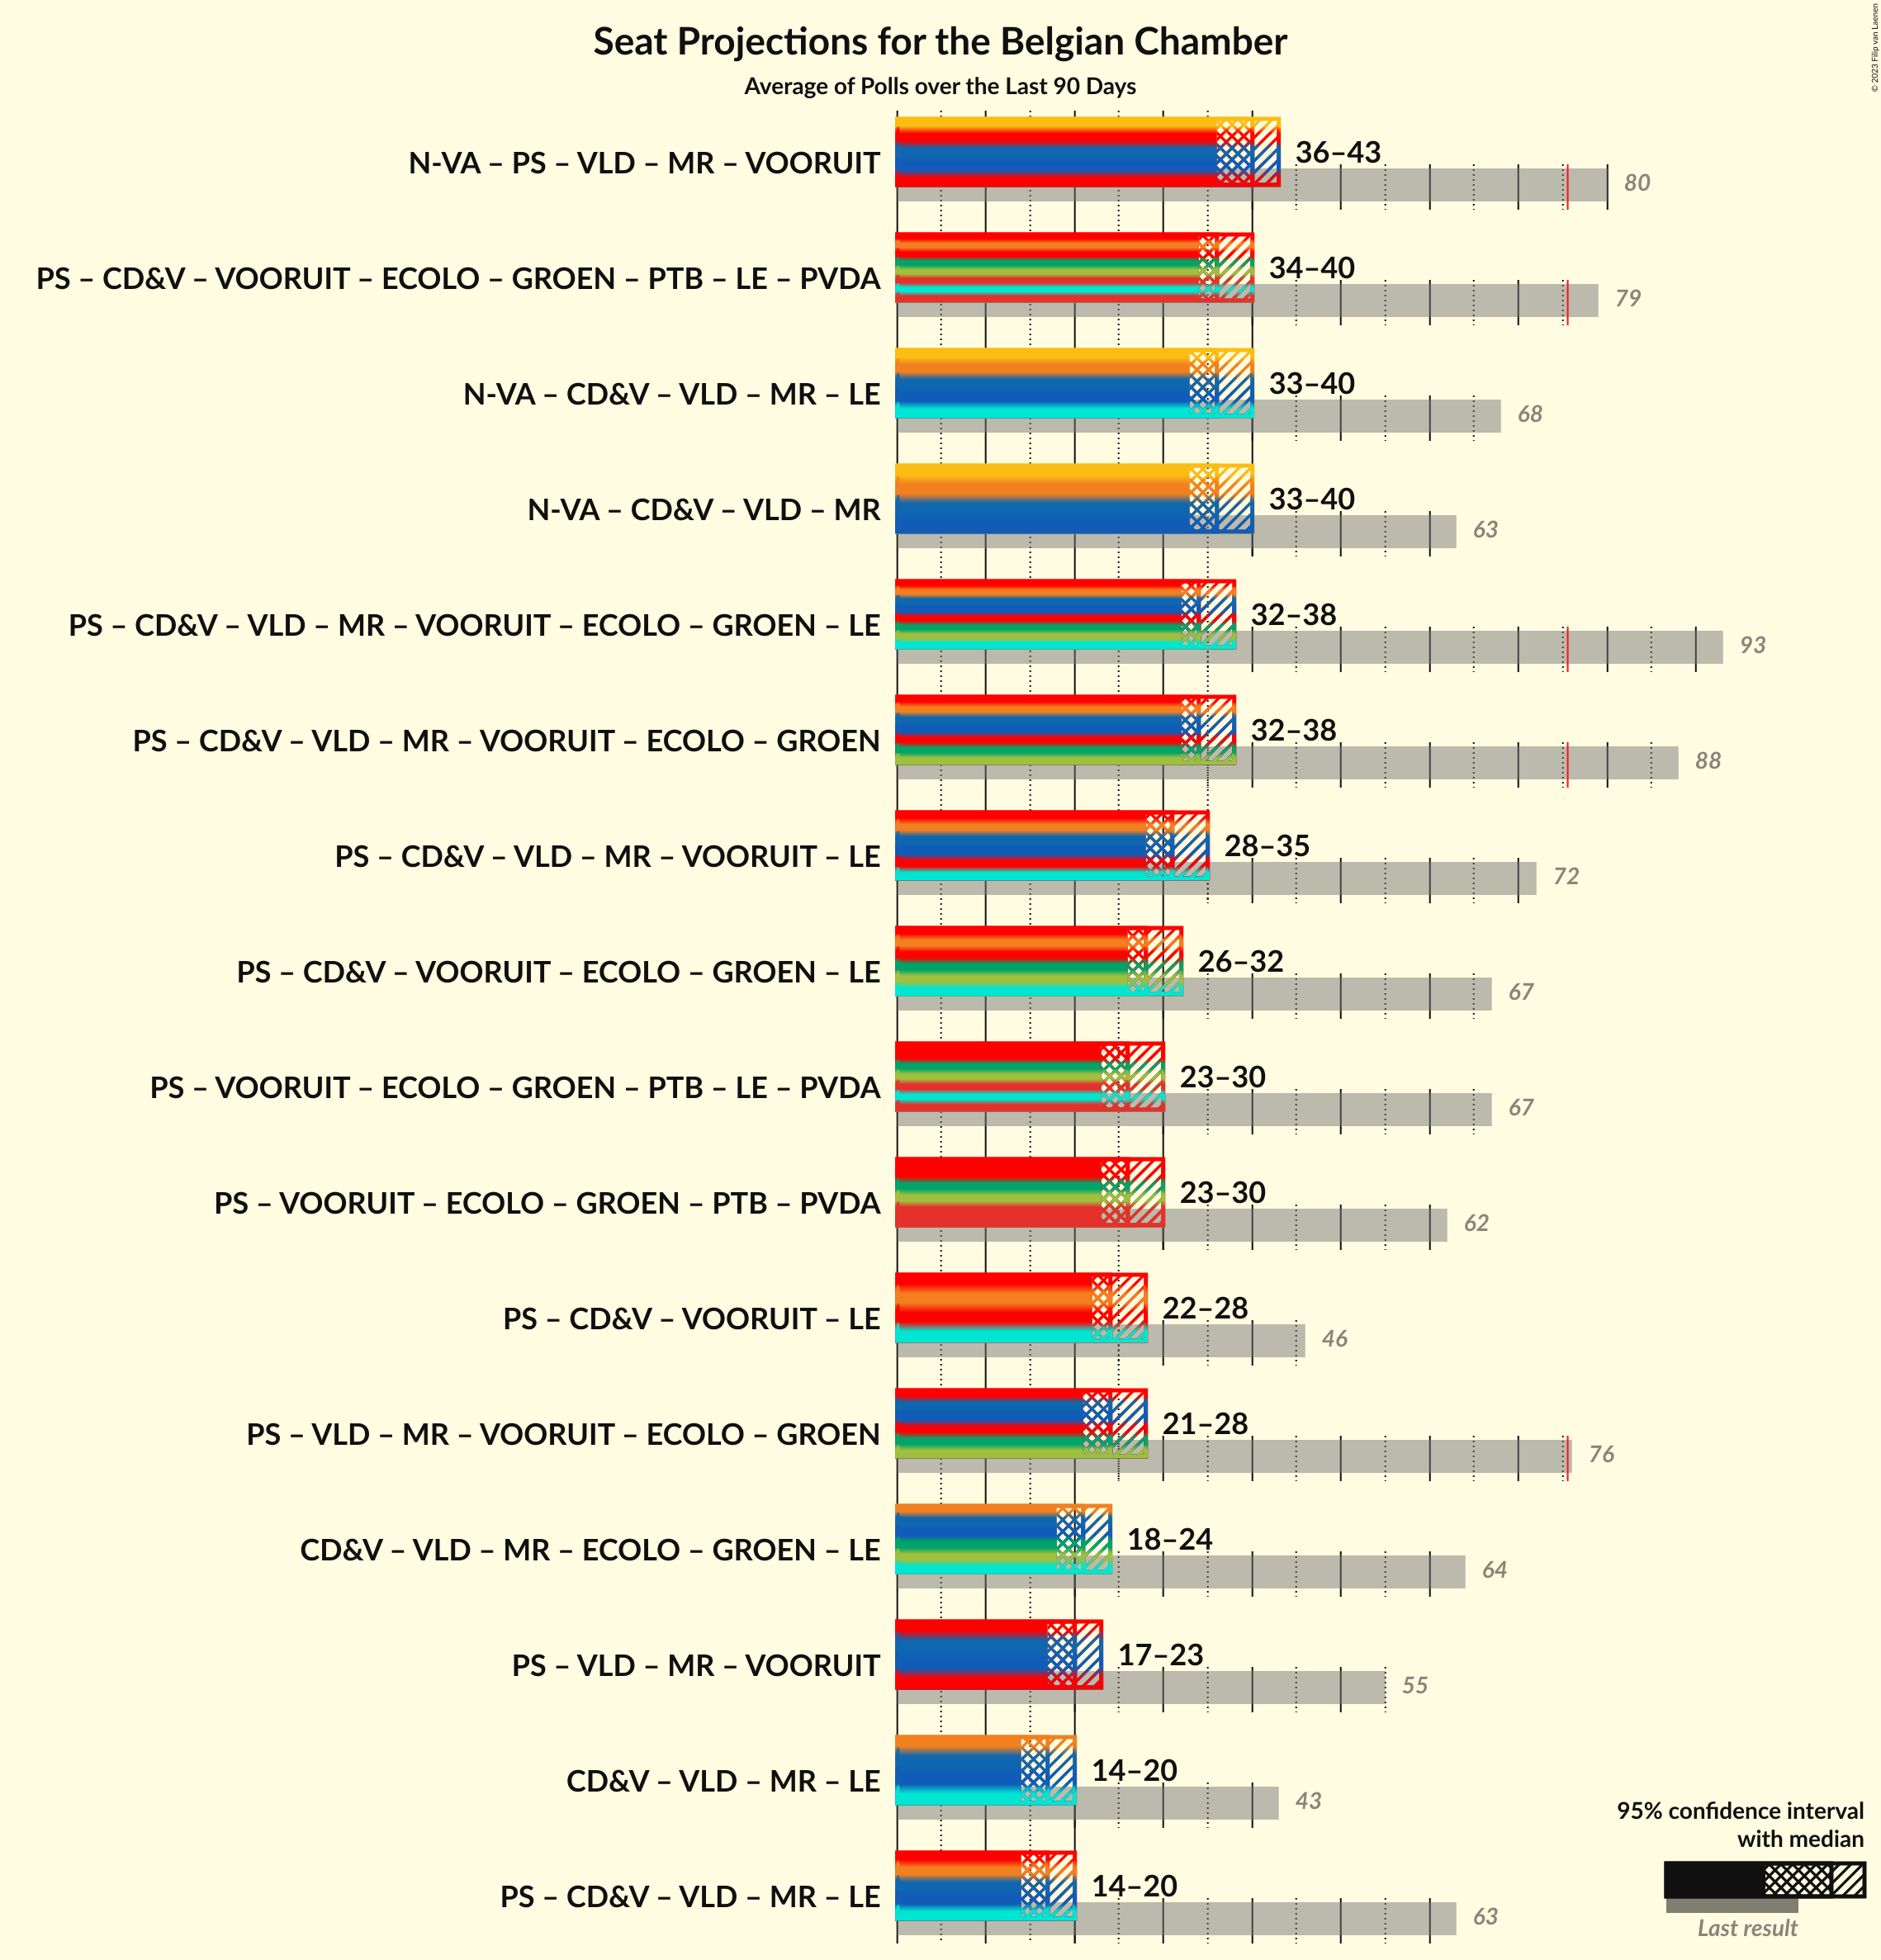 Seat Projections for the Belgian Chamber
Average of Polls over the Last 90 Days
© 2023 Filip van Laenen
N-VA – PS – VLD – MR – VOORUIT
36–43
80
PS – CD&V – VOORUIT – ECOLO – GROEN – PTB – LE – PVDA
34–40
79
N-VA – CD&V – VLD – MR – LE
33–40
68
N-VA – CD&V – VLD – MR
33–40
63
PS – CD&V – VLD – MR – VOORUIT – ECOLO – GROEN – LE
32–38
93
PS – CD&V – VLD – MR – VOORUIT – ECOLO – GROEN
32–38
88
PS – CD&V – VLD – MR – VOORUIT – LE
28–35
72
PS – CD&V – VOORUIT – ECOLO – GROEN – LE
26–32
67
PS – VOORUIT – ECOLO – GROEN – PTB – LE – PVDA
23–30
67
PS – VOORUIT – ECOLO – GROEN – PTB – PVDA
23–30
62
PS – CD&V – VOORUIT – LE
22–28
46
PS – VLD – MR – VOORUIT – ECOLO – GROEN
21–28
76
CD&V – VLD – MR – ECOLO – GROEN – LE
18–24
64
PS – VLD – MR – VOORUIT
17–23
55
CD&V – VLD – MR – LE
14–20
43
PS – CD&V – VLD – MR – LE
14–20
63
95% confidence interval
with median
Last result